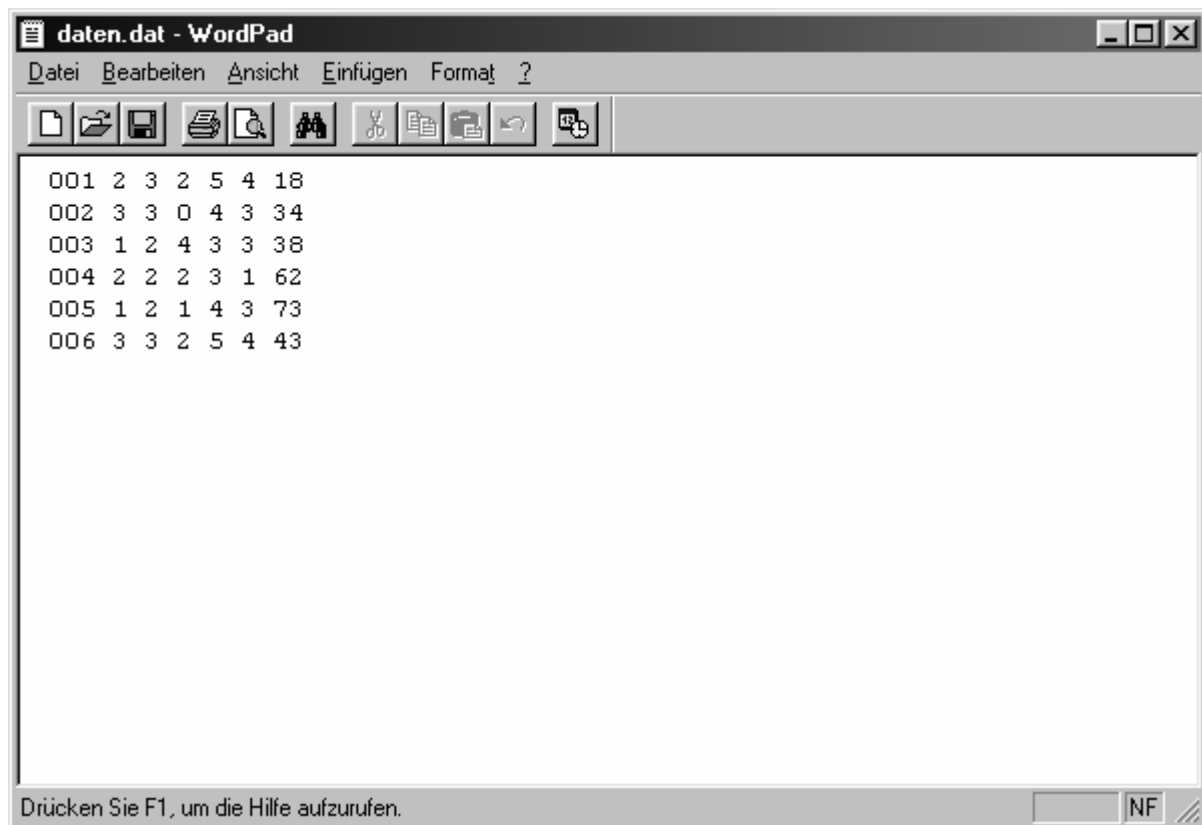 daten.dat - WordPad
Datei Bearbeiten Ansicht Einfügen Format ?
001 2 3 2 5 4 18
002 3 3 0 4 3 34
003 1 2 4 3 3 38
004 2 2 2 3 1 62
005 1 2 1 4 3 73
006 3 3 2 5 4 43
Drücken Sie F1, um die Hilfe aufzurufen. NF